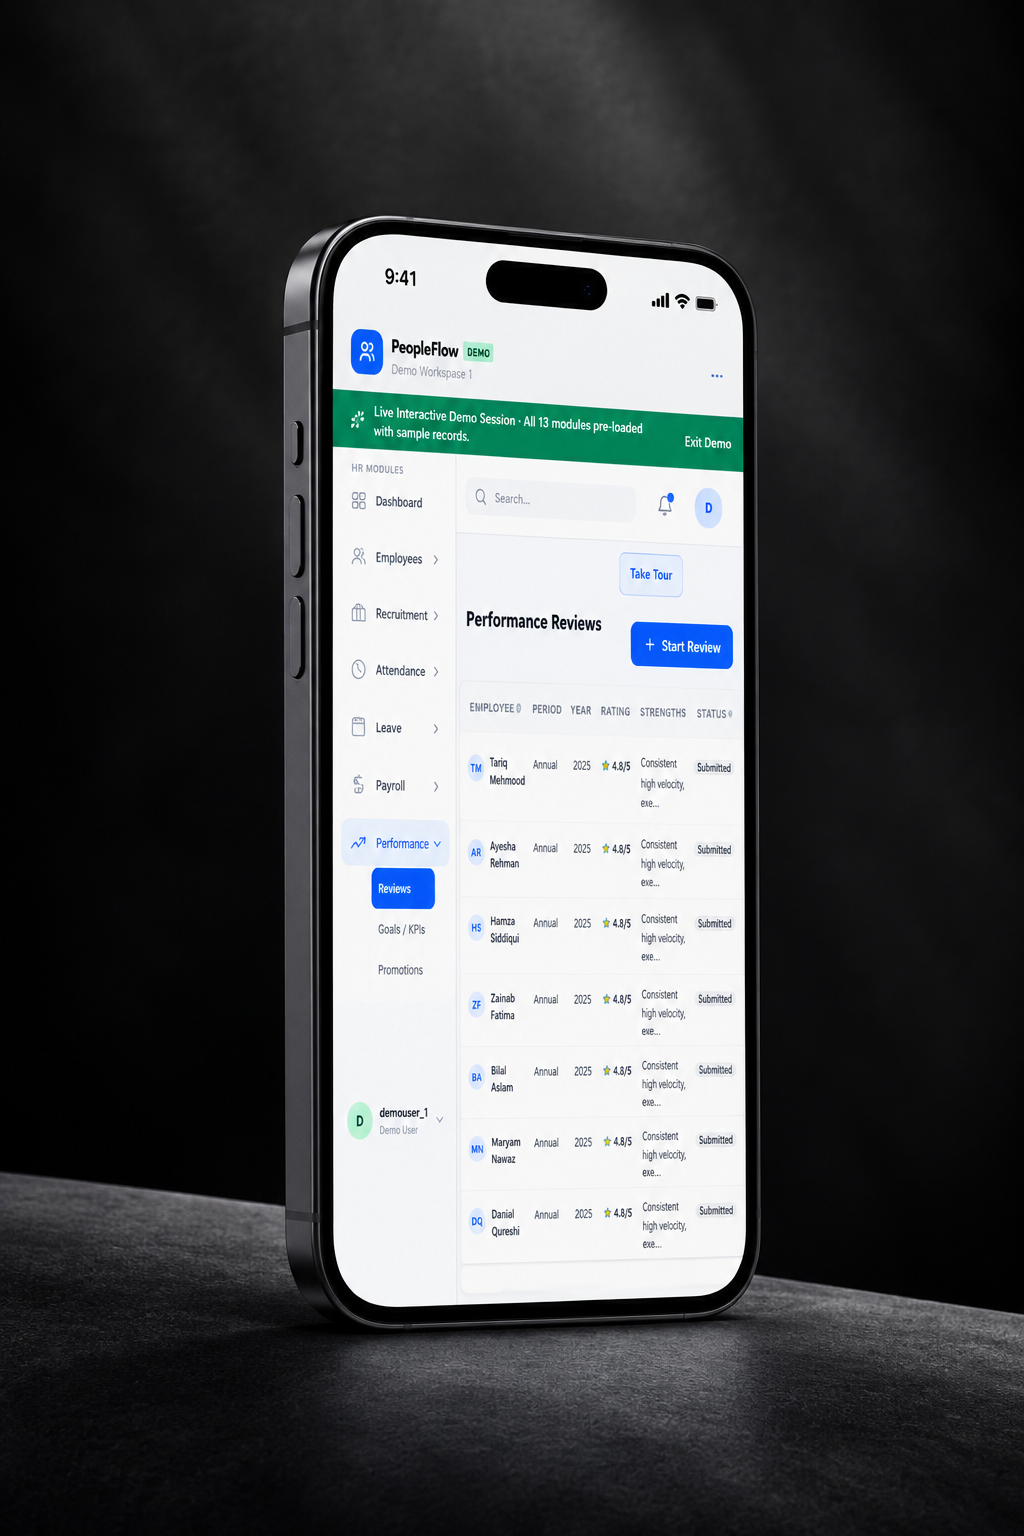 9:41
PeopleFlow DEMO
Demo Workspase 1
Live Interactive Demo Session · All 13 modules pre-loaded
with sample records.
Exit Demo
HR MODULES
Dashboard
Employees
Recruitment
Attendance
Leave
Payroll
Performance
Reviews
Goals / KPIs
Promotions
D
demouser_1
Demo User
Search...
D
Take Tour
Performance Reviews
+ Start Review
EMPLOYEE PERIOD YEAR RATING STRENGTHS STATUS
TM Tariq Annual 2025 4.8/5 Consistent Submitted
Mehmood high velocity,
exe...
AR Ayesha Annual 2025 4.8/5 Consistent Submitted
Rehman high velocity,
exe...
HS Hamza Annual 2025 4.8/5 Consistent Submitted
Siddiqui high velocity,
exe...
ZF Zainab Annual 2025 4.8/5 Consistent Submitted
Fatima high velocity,
exe...
BA Bilal Annual 2025 4.8/5 Consistent Submitted
Aslam high velocity,
exe...
MN Maryam Annual 2025 4.8/5 Consistent Submitted
Nawaz high velocity,
exe...
DQ Danial Annual 2025 4.8/5 Consistent Submitted
Qureshi high velocity,
exe...